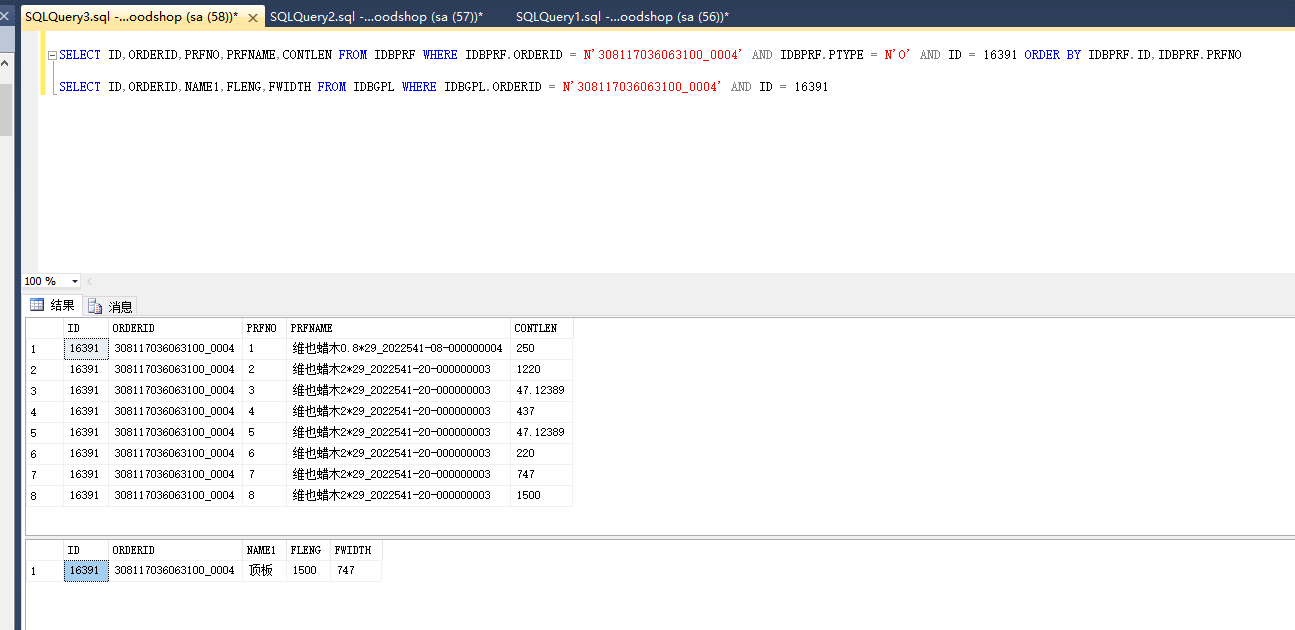 SQLQuery3.sql -...oodshop (sa (58))* SQLQuery2.sql -...oodshop (sa (57))* SQLQuery1.sql -...oodshop (sa (56))*
SELECT ID,ORDERID,PRFNO,PRFNAME,CONTLEN FROM IDBPRF WHERE IDBPRF.ORDERID = N'308117036063100_0004' AND IDBPRF.PTYPE = N'O' AND ID = 16391 ORDER BY IDBPRF.ID,IDBPRF.PRFNO
SELECT ID,ORDERID,NAME1,FLENG,FWIDTH FROM IDBGPL WHERE IDBGPL.ORDERID = N'308117036063100_0004' AND ID = 16391
100 %
结果 消息
ID ORDERID PRFNO PRFNAME CONTLEN
1 16391 308117036063100_0004 1 维也蜡木0.8*29_2022541-08-000000004 250
2 16391 308117036063100_0004 2 维也蜡木2*29_2022541-20-000000003 1220
3 16391 308117036063100_0004 3 维也蜡木2*29_2022541-20-000000003 47.12389
4 16391 308117036063100_0004 4 维也蜡木2*29_2022541-20-000000003 437
5 16391 308117036063100_0004 5 维也蜡木2*29_2022541-20-000000003 47.12389
6 16391 308117036063100_0004 6 维也蜡木2*29_2022541-20-000000003 220
7 16391 308117036063100_0004 7 维也蜡木2*29_2022541-20-000000003 747
8 16391 308117036063100_0004 8 维也蜡木2*29_2022541-20-000000003 1500
ID ORDERID NAME1 FLENG FWIDTH
1 16391 308117036063100_0004 顶板 1500 747